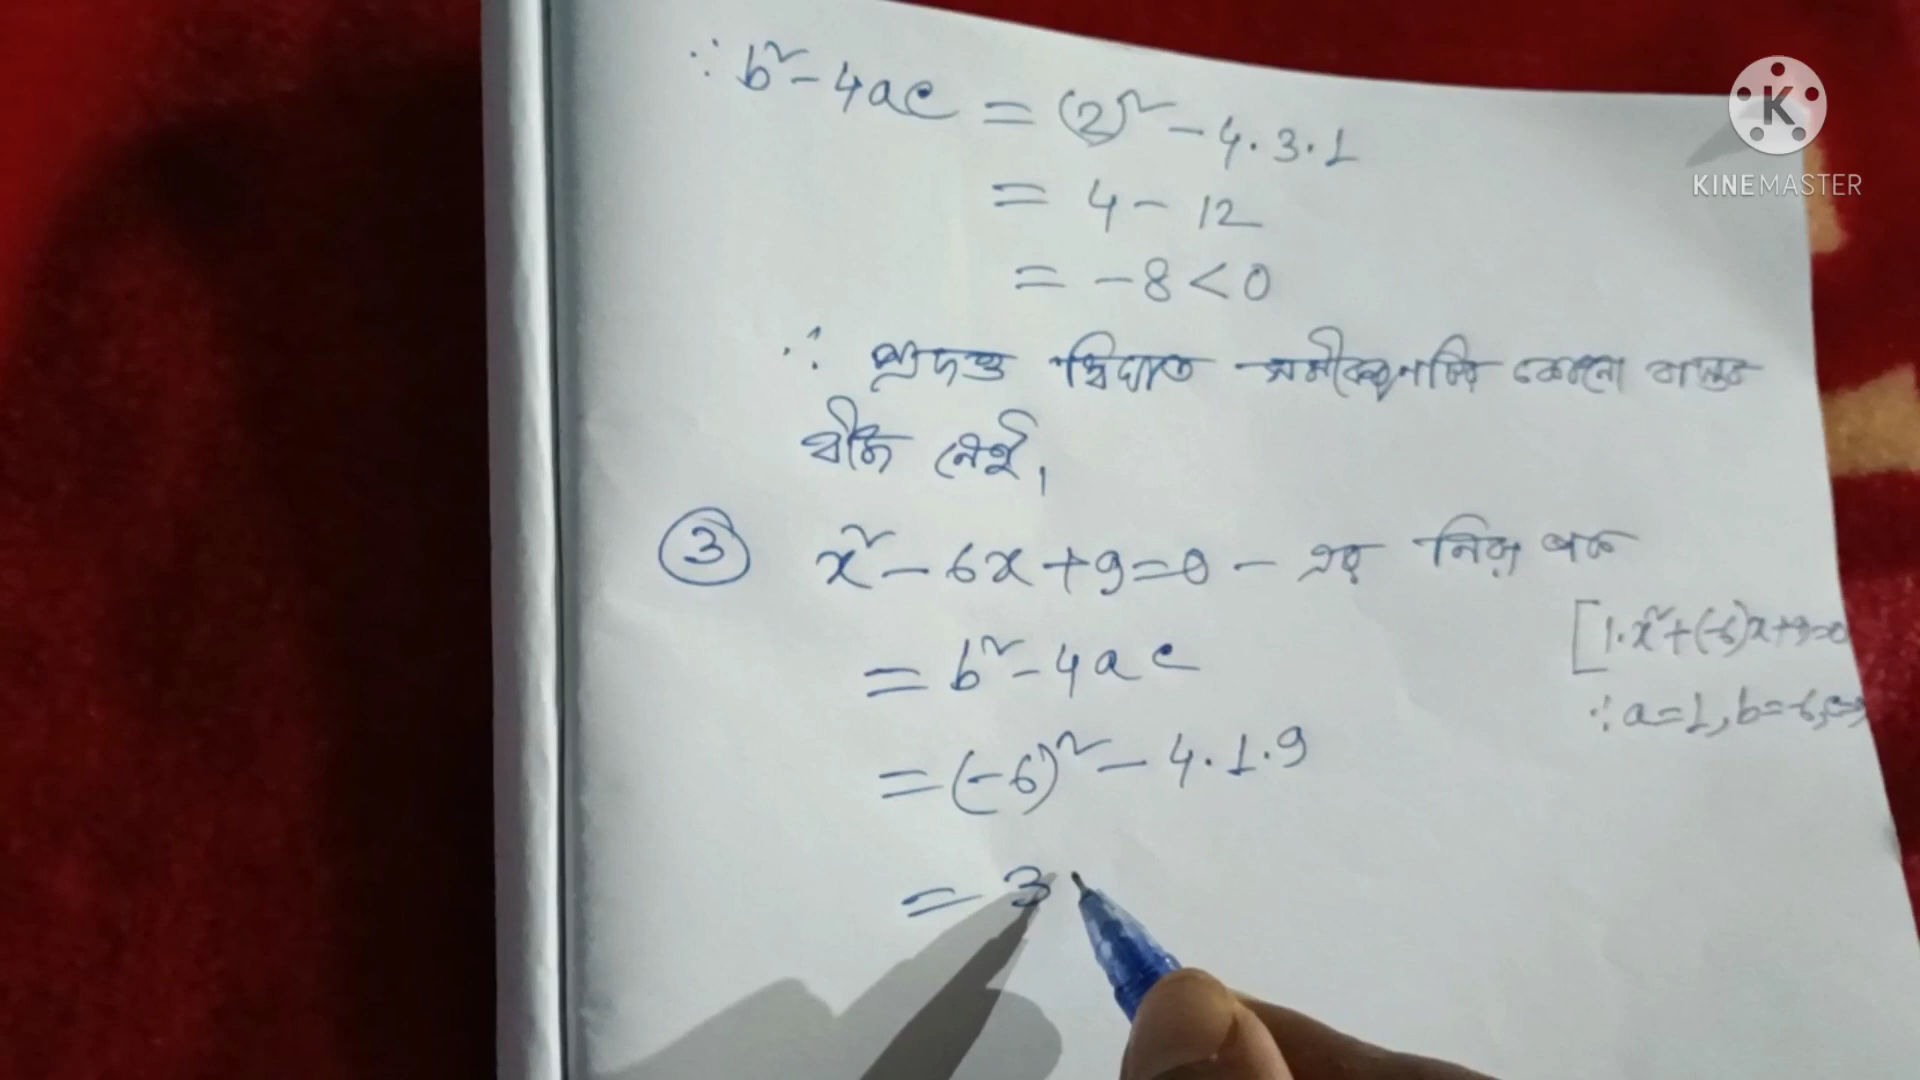 ∵ b² - 4ac = (2)² - 4.3.1
= 4 - 12
= -8 < 0
∴ প্রদত্ত দ্বিঘাত সমীকরণটির কোনো বাস্তব
বীজ নেই।
③ x² - 6x + 9 = 0 - এর নিরূপক
[1.x² + (-6)x + 9 = 0
= b² - 4ac
∴ a = 1, b = -6, c = 9
= (-6)² - 4.1.9
= 3
KINEMASTER